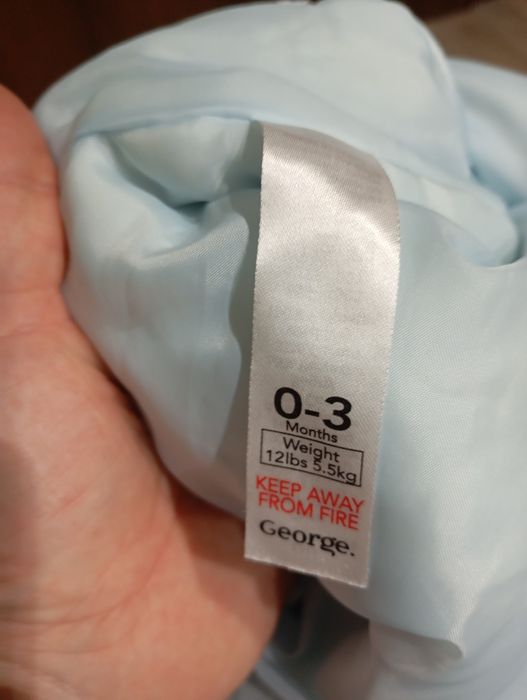 0-3
Months
Weight
12lbs 5.5kg
KEEP AWAY
FROM FIRE
George.